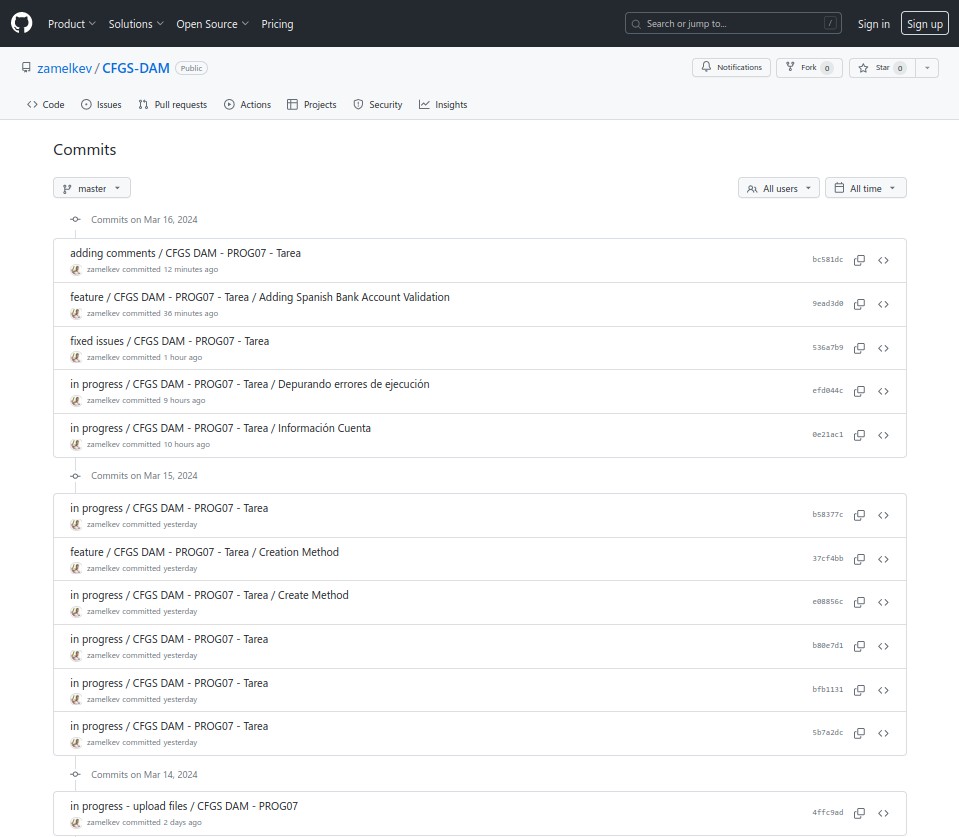 Product Solutions Open Source Pricing Search or jump to... / Sign in Sign up
zamelkev / CFGS-DAM Public Notifications Fork 0 Star 0
Code Issues Pull requests Actions Projects Security Insights
Commits
master All users All time
Commits on Mar 16, 2024
adding comments / CFGS DAM - PROG07 - Tarea
zamelkev committed 12 minutes ago
bc581dc
feature / CFGS DAM - PROG07 - Tarea / Adding Spanish Bank Account Validation
zamelkev committed 36 minutes ago
9ead3d0
fixed issues / CFGS DAM - PROG07 - Tarea
zamelkev committed 1 hour ago
536a7b9
in progress / CFGS DAM - PROG07 - Tarea / Depurando errores de ejecución
zamelkev committed 9 hours ago
efd044c
in progress / CFGS DAM - PROG07 - Tarea / Información Cuenta
zamelkev committed 10 hours ago
0e21ac1
Commits on Mar 15, 2024
in progress / CFGS DAM - PROG07 - Tarea
zamelkev committed yesterday
b58377c
feature / CFGS DAM - PROG07 - Tarea / Creation Method
zamelkev committed yesterday
37cf4bb
in progress / CFGS DAM - PROG07 - Tarea / Create Method
zamelkev committed yesterday
e08856c
in progress / CFGS DAM - PROG07 - Tarea
zamelkev committed yesterday
b80e7d1
in progress / CFGS DAM - PROG07 - Tarea
zamelkev committed yesterday
bfb1131
in progress / CFGS DAM - PROG07 - Tarea
zamelkev committed yesterday
5b7a2dc
Commits on Mar 14, 2024
in progress - upload files / CFGS DAM - PROG07
zamelkev committed 2 days ago
4ffc9ad